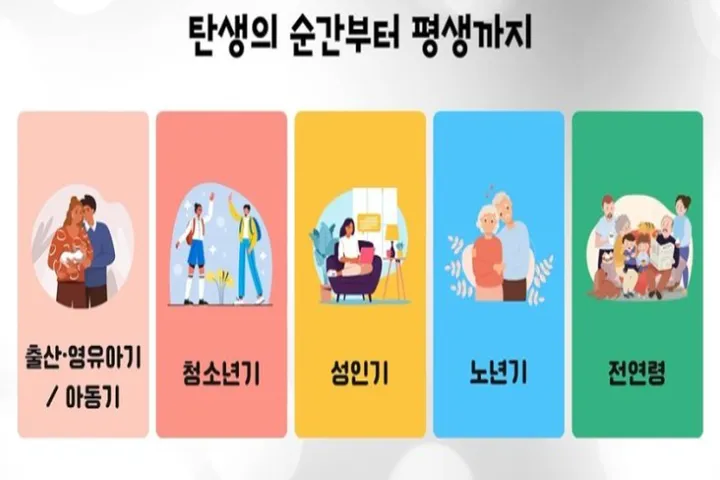 탄생의 순간부터 평생까지
출산·영유아기
/ 아동기
청소년기
성인기
노년기
전연령